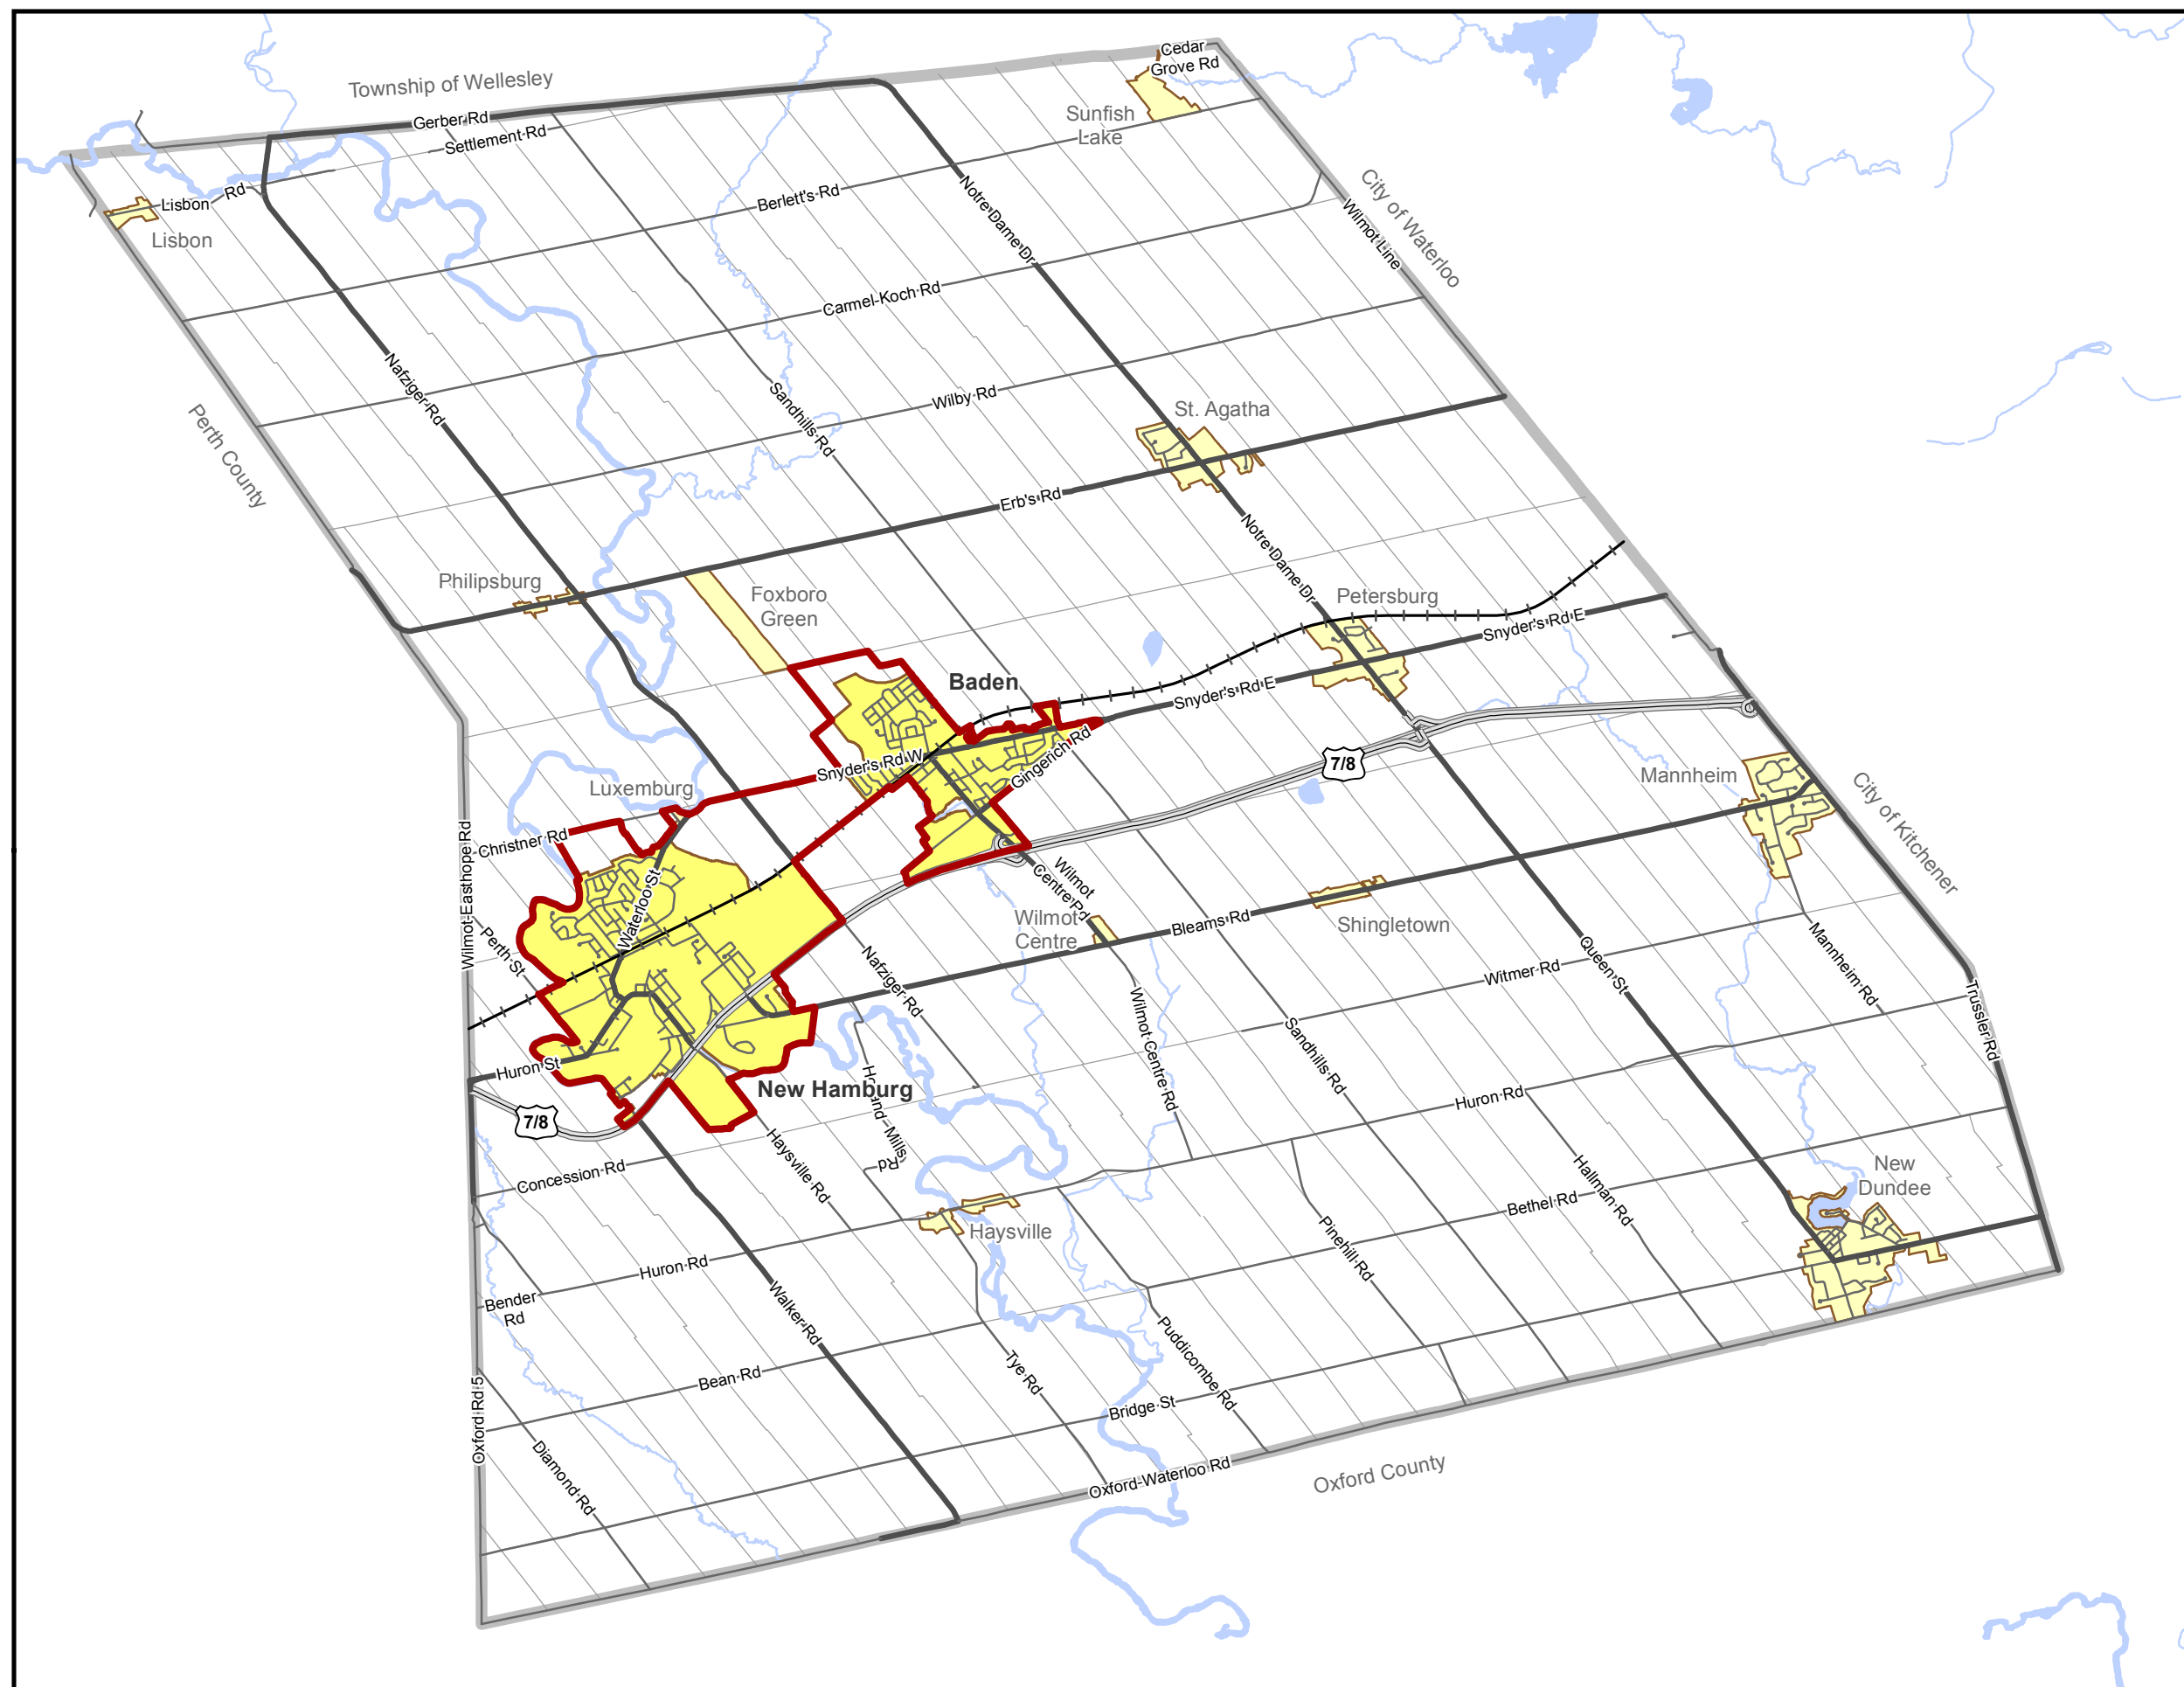 Cedar
Grove Rd
Township of Wellesley
Gerber Rd
Settlement Rd
Sunfish
Lake
Lisbon Rd
Lisbon
Berlett's Rd
Notre Dame Dr
City of Waterloo
Wilmot Line
Carmel-Koch Rd
Nafziger Rd
Sandhills Rd
Wilby Rd
St. Agatha
Perth County
Erb's Rd
Notre Dame Dr
Philipsburg
Foxboro
Green
Petersburg
Snyder's Rd E
Baden
Snyder's Rd E
Gingerich Rd
Snyder's Rd W
7/8
Mannheim
City of Kitchener
Luxemburg
Christner Rd
Wilmot-Easthope Rd
Waterloo St
Perth St
Wilmot
Centre Rd
Wilmot
Centre
Bleams Rd
Shingletown
Nafziger Rd
Witmer Rd
Queen St
Mannheim Rd
Trussler Rd
Wilmot Centre Rd
Sandhills Rd
Huron St
New Hamburg
7/8
Huron Rd
Haysville Rd
Concession Rd
Hallman Rd
New
Dundee
Bethel Rd
Haysville
Pinehill Rd
Huron Rd
Bender
Rd
Walker Rd
Puddicombe Rd
Tye Rd
Bean Rd
Bridge St
Oxford Rd 5
Diamond Rd
Oxford-Waterloo Rd
Oxford County